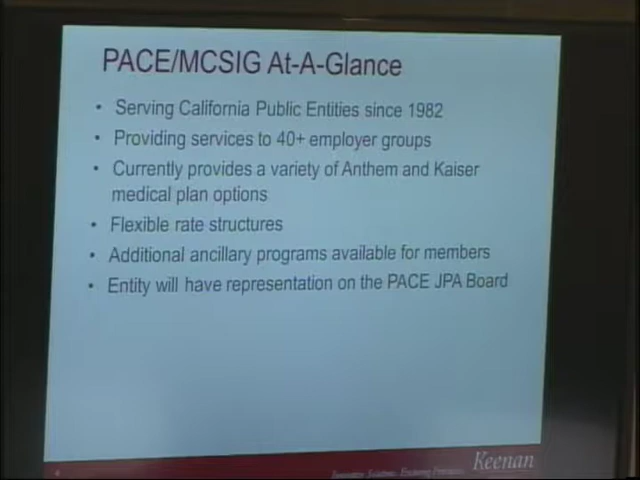 PACE/MCSIG At-A-Glance
• Serving California Public Entities since 1982
• Providing services to 40+ employer groups
• Currently provides a variety of Anthem and Kaiser
medical plan options
• Flexible rate structures
• Additional ancillary programs available for members
• Entity will have representation on the PACE JPA Board
Keenan